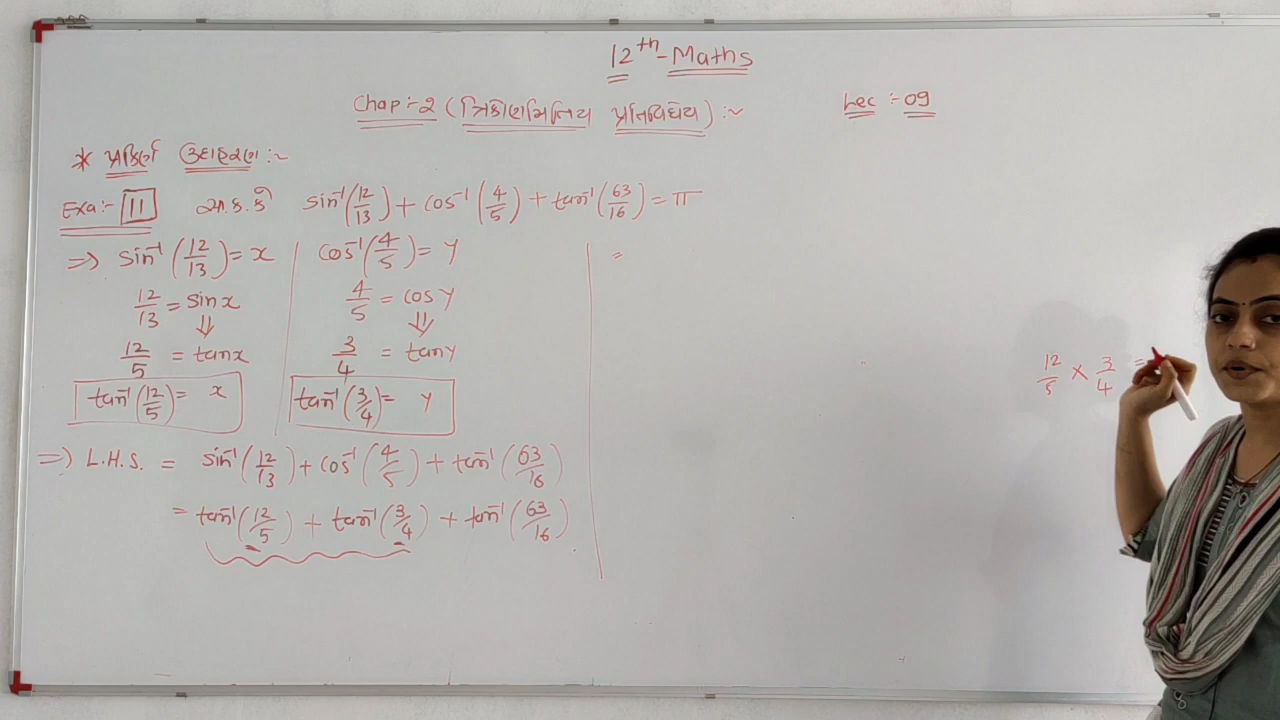 12th - Maths
Chap :- 2 (ત્રિકોણમિતિય પ્રતિવિધેય) :~ Lec :- 09
* પ્રકિર્ણ ઉદાહરણ :~
Exa:- 11 સા.કે.કે sin⁻¹(12/13) + cos⁻¹(4/5) + tan⁻¹(63/16) = π
=> sin⁻¹(12/13) = x
12/13 = sinx
⇓
12/5 = tanx
tan⁻¹(12/5) = x
cos⁻¹(4/5) = y
4/5 = cosy
⇓
3/4 = tany
tan⁻¹(3/4) = y
=> L.H.S. = sin⁻¹(12/13) + cos⁻¹(4/5) + tan⁻¹(63/16)
= tan⁻¹(12/5) + tan⁻¹(3/4) + tan⁻¹(63/16)
=
12/5 × 3/4 =